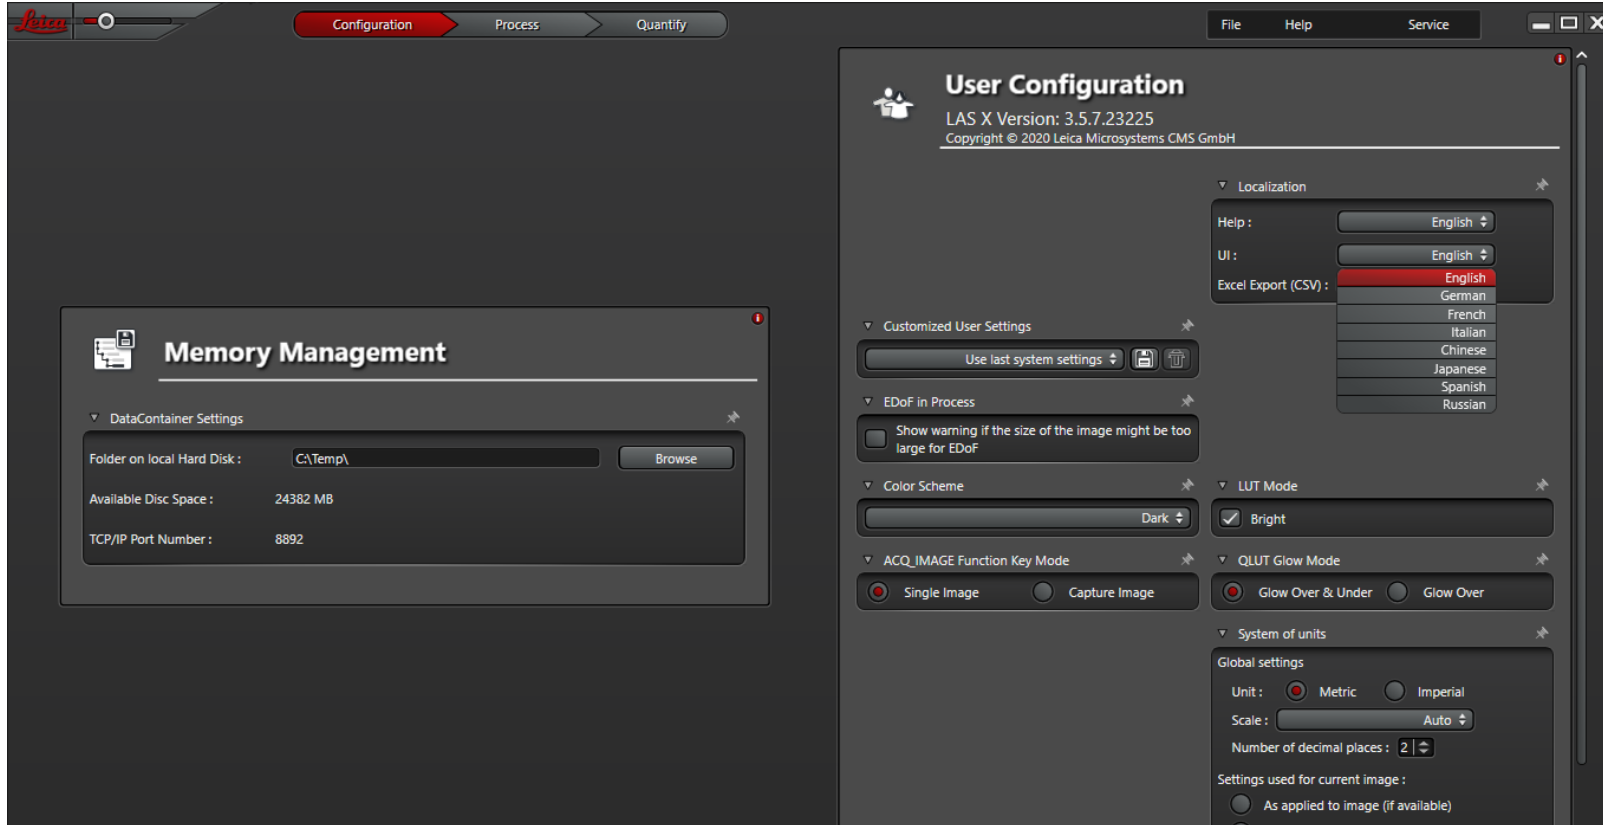 Leica
Configuration
Process
Quantify
File
Help
Service
Memory Management
DataContainer Settings
Folder on local Hard Disk : C:\Temp\ Browse
Available Disc Space : 24382 MB
TCP/IP Port Number : 8892
User Configuration
LAS X Version: 3.5.7.23225
Copyright © 2020 Leica Microsystems CMS GmbH
Localization
Help : English
UI : English
Excel Export (CSV) :
English
German
French
Italian
Chinese
Japanese
Spanish
Russian
Customized User Settings
Use last system settings
EDoF in Process
Show warning if the size of the image might be too
large for EDoF
Color Scheme
Dark
LUT Mode
Bright
ACQ_IMAGE Function Key Mode
Single Image Capture Image
QLUT Glow Mode
Glow Over & Under Glow Over
System of units
Global settings
Unit : Metric Imperial
Scale : Auto
Number of decimal places : 2
Settings used for current image :
As applied to image (if available)